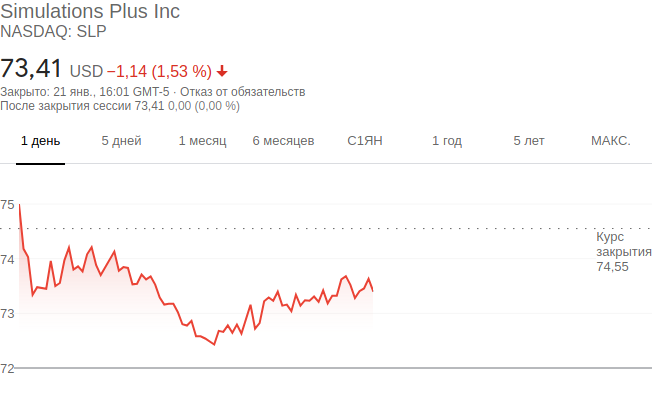 Simulations Plus Inc
NASDAQ: SLP
73,41 USD −1,14 (1,53 %)
Закрыто: 21 янв., 16:01 GMT-5 · Отказ от обязательств
После закрытия сессии 73,41 0,00 (0,00 %)
1 день 5 дней 1 месяц 6 месяцев С1ЯН 1 год 5 лет МАКС.
75
Курс
закрытия
74,55
74
73
72